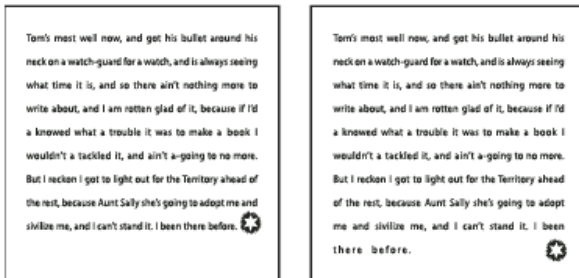 Tom's most well now, and got his bullet around his
neck on a watch-guard for a watch, and is always seeing
what time it is, and so there ain't nothing more to
write about, and I am rotten glad of it, because if I'd
a knowed what a trouble it was to make a book I
wouldn't a tackled it, and ain't a-going to no more.
But I reckon I got to light out for the Territory ahead of
the rest, because Aunt Sally she's going to adopt me and
sivilize me, and I can't stand it. I been there before.
Tom's most well now, and got his bullet around his
neck on a watch-guard for a watch, and is always seeing
what time it is, and so there ain't nothing more to
write about, and I am rotten glad of it, because if I'd
a knowed what a trouble it was to make a book I
wouldn't a tackled it, and ain't a-going to no more.
But I reckon I got to light out for the Territory ahead
of the rest, because Aunt Sally she's going to adopt
me and sivilize me, and I can't stand it. I been
there before.